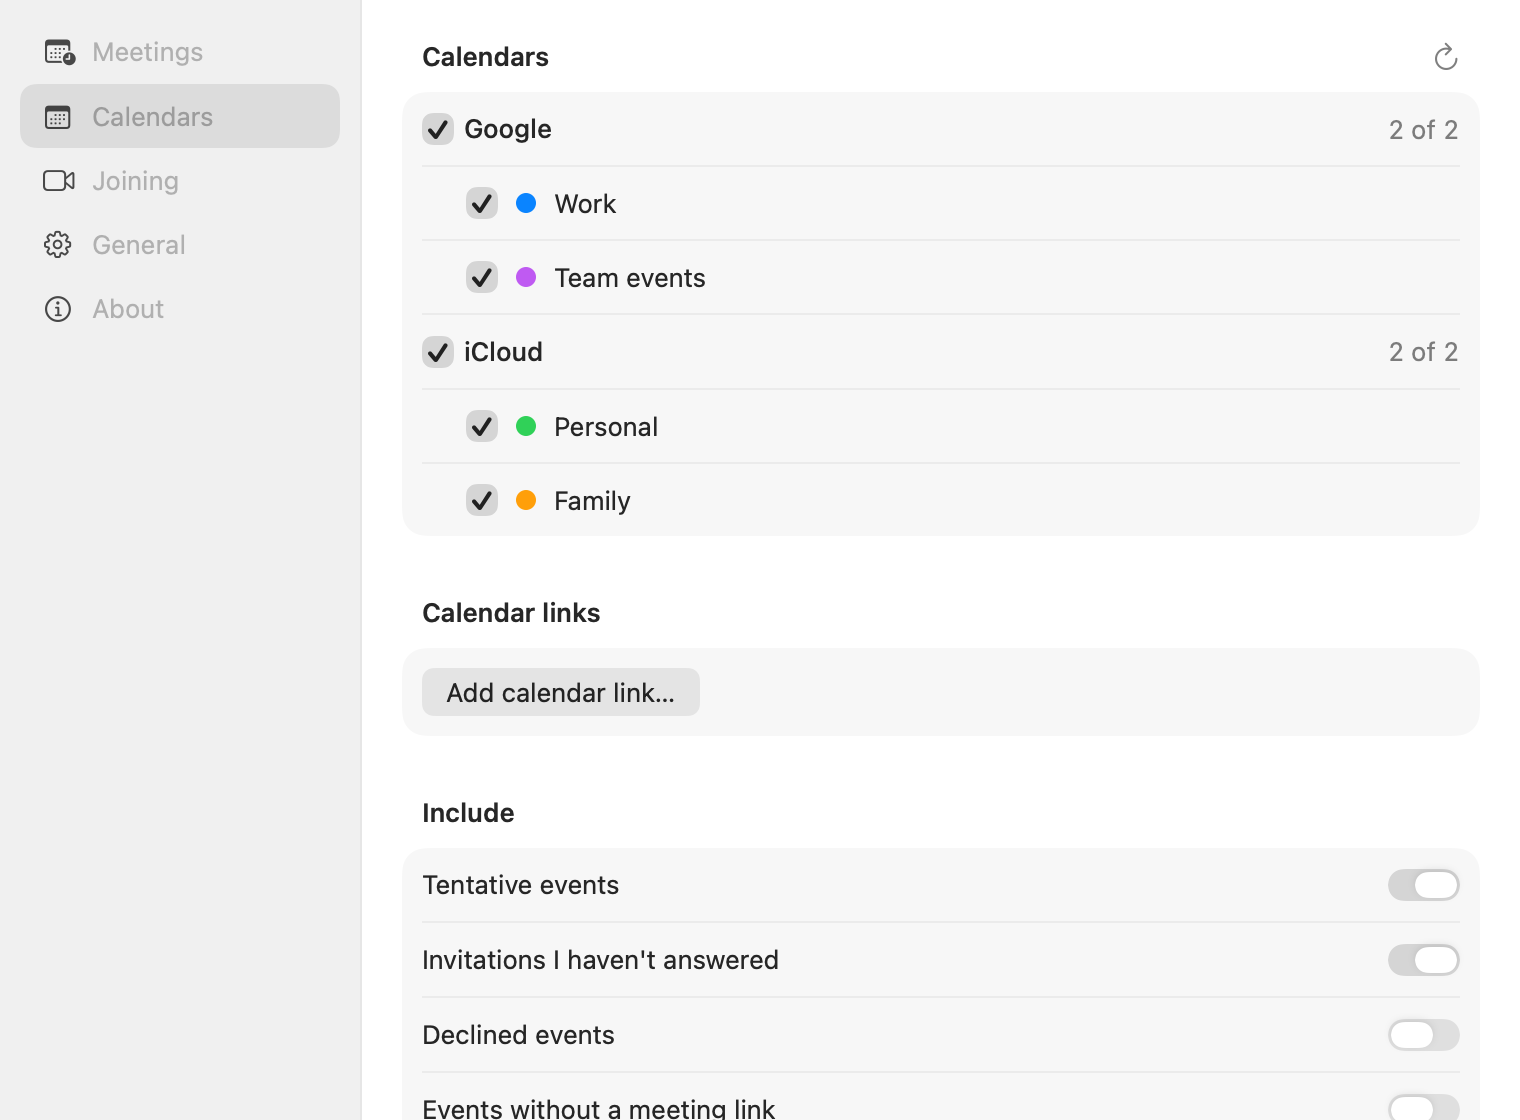 Meetings
Calendars
Joining
General
About
Calendars
Google
2 of 2
Work
Team events
iCloud
2 of 2
Personal
Family
Calendar links
Add calendar link...
Include
Tentative events
Invitations I haven't answered
Declined events
Events without a meeting link